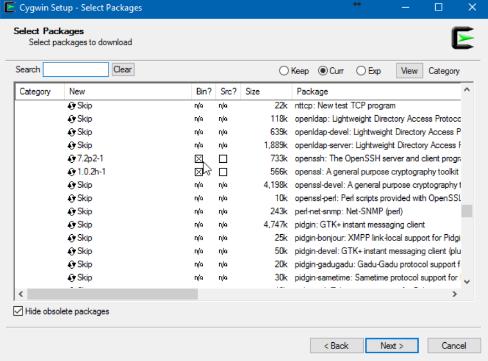 Cygwin Setup - Select Packages
Select Packages
Select packages to download
Search Clear Keep Curr Exp View Category
Category New Bin? Src? Size Package
Skip n/a n/a 22k nttcp: New test TCP program
Skip n/a n/a 118k openldap: Lightweight Directory Access Protoco
Skip n/a n/a 639k openldap-devel: Lightweight Directory Access P
Skip n/a n/a 1,889k openldap-server: Lightweight Directory Access F
7.2p2-1 733k openssh: The OpenSSH server and client progra
1.0.2h-1 566k openssl: A general purpose cryptography toolkit
Skip n/a n/a 4,198k openssl-devel: A general purpose cryptography t
Skip n/a n/a 10k openssl-perl: Perl scripts provided with OpenSSL
Skip n/a n/a 243k perl-net-snmp: Net-SNMP (perl)
Skip n/a n/a 4,747k pidgin: GTK+ instant messaging client
Skip n/a n/a 25k pidgin-bonjour: XMPP link-local support for Pidgi
Skip n/a n/a 50k pidgin-devel: GTK+ instant messaging client (plu
Skip n/a n/a 20k pidgin-gadugadu: Gadu-Gadu protocol support f
Skip n/a n/a 30k pidgin-sametime: Sametime protocol support for
Hide obsolete packages
< Back Next > Cancel